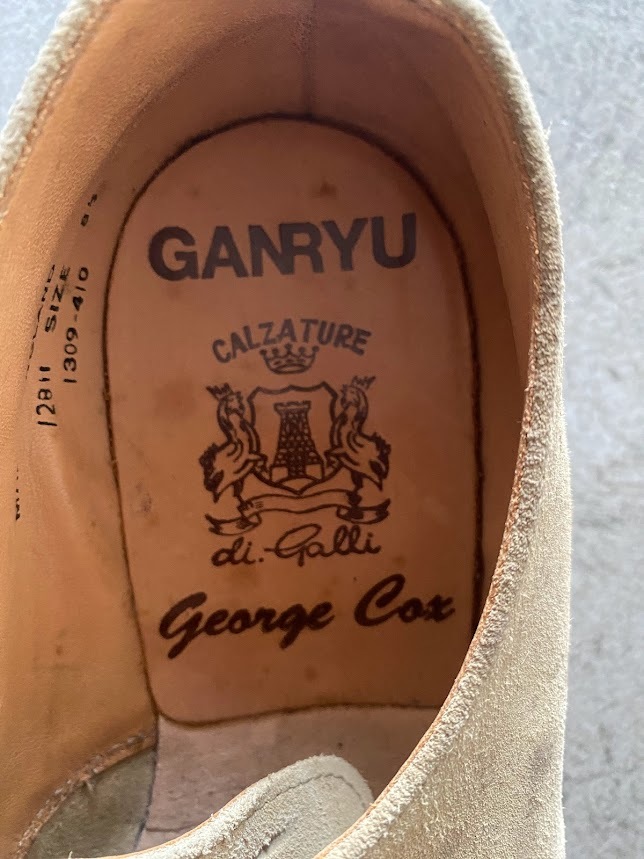 GANRYU
CALZATURE
di-Galli
George Cox
SIZE
12811
1309-410